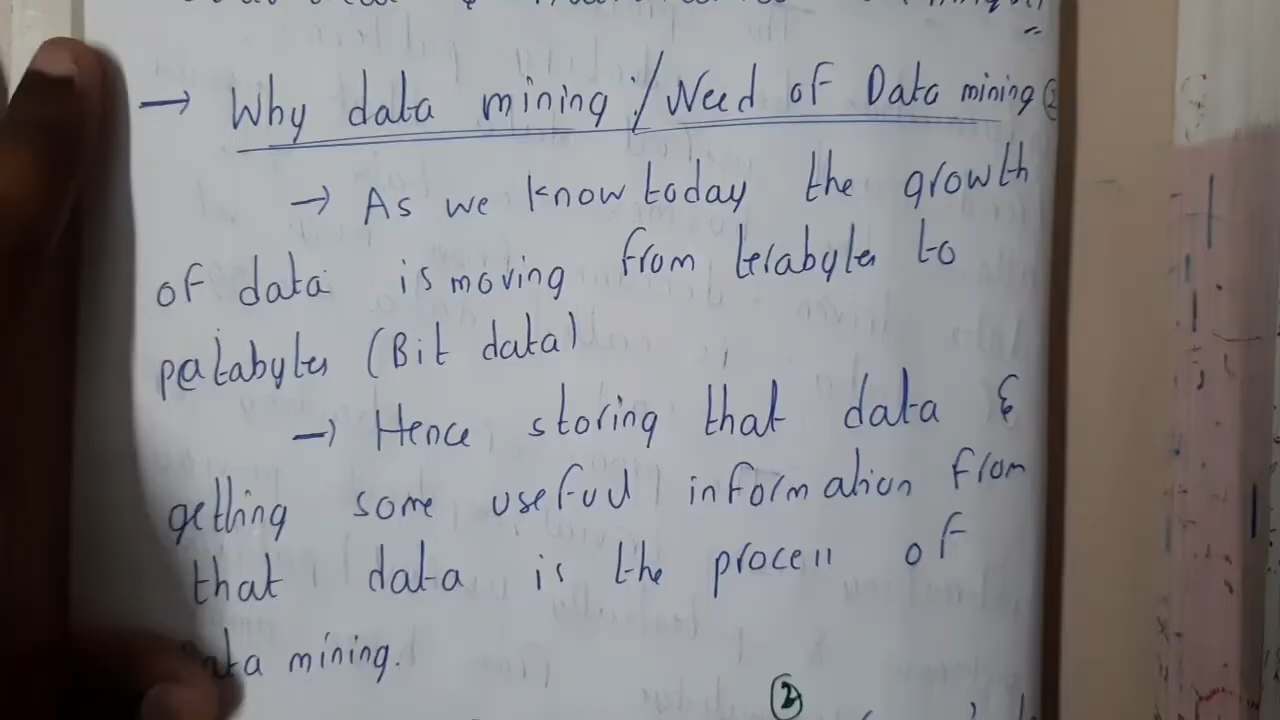 → Why data mining / Need of Data mining
→ As we know today the growth
of data is moving from terabytes to
petabytes (Bit data)
→ Hence storing that data &
getting some useful information from
that data is the process of
data mining.
②